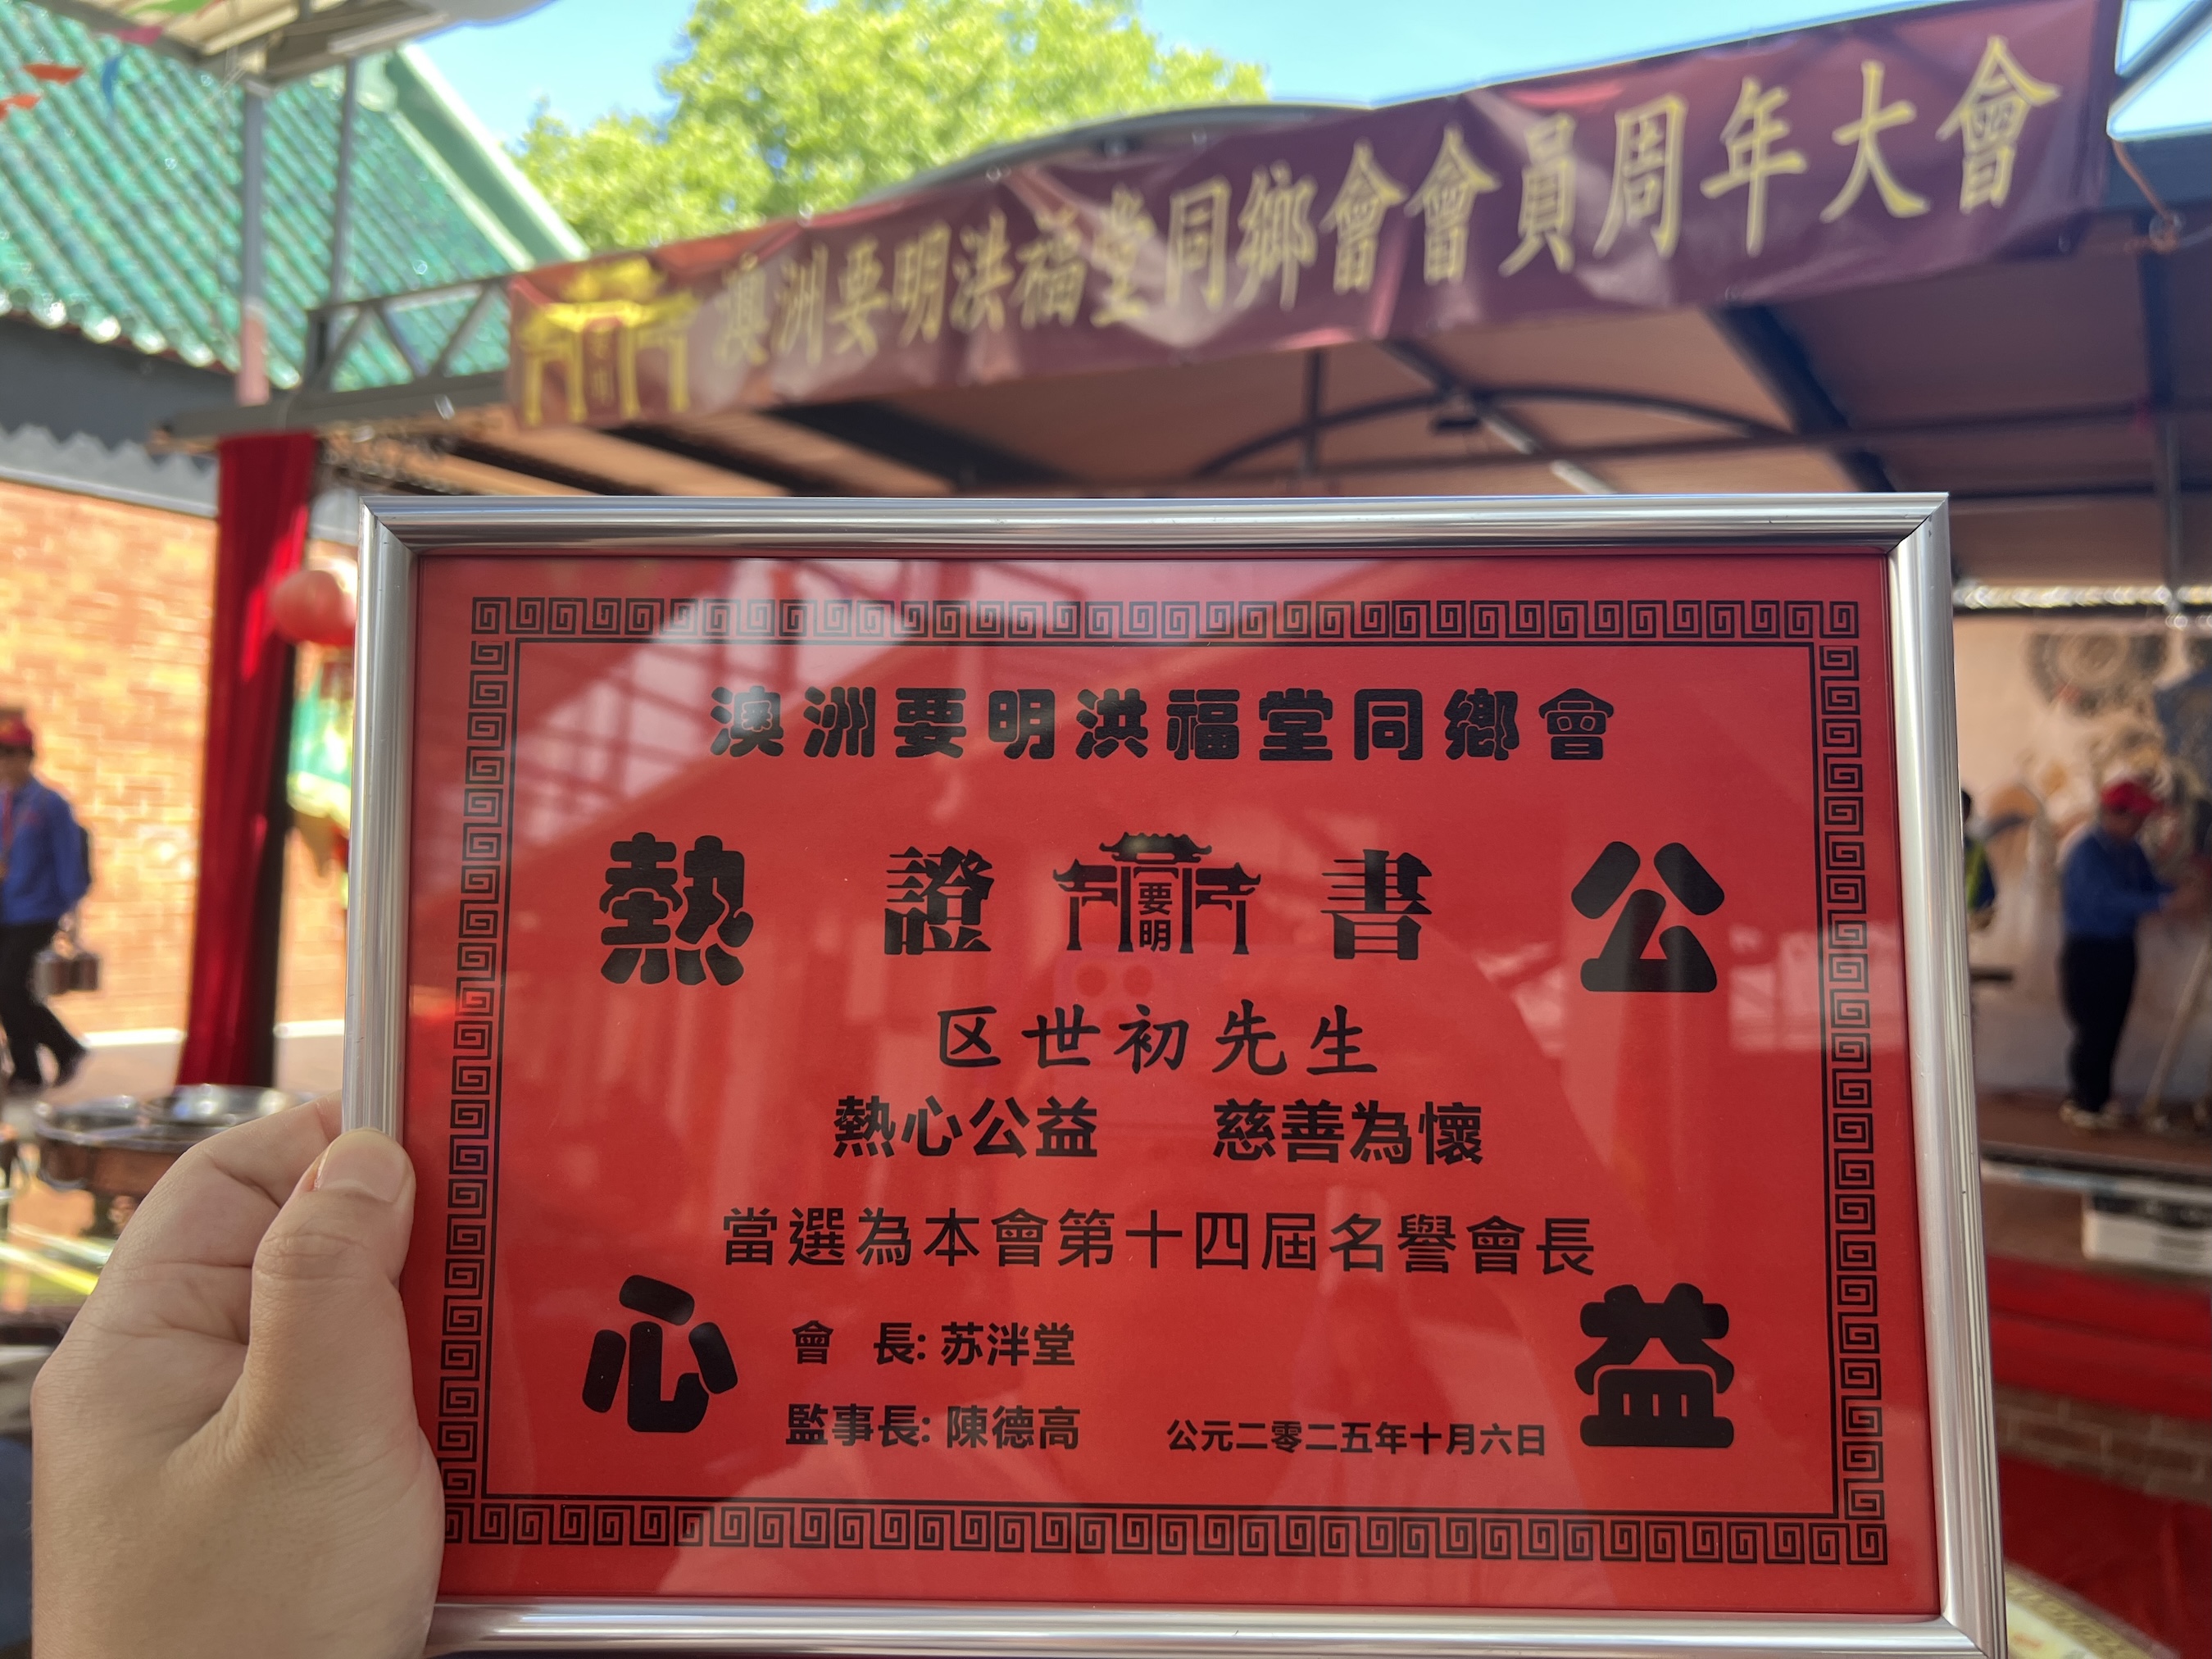 澳洲要明洪福堂同鄉會會員周年大會
要明
澳洲要明洪福堂同鄉會
熱 證 要明 書 公
区世初先生
熱心公益 慈善為懷
當選為本會第十四屆名譽會長
心 益
會 長: 苏泮堂
監事長: 陳德高 公元二零二五年十月六日